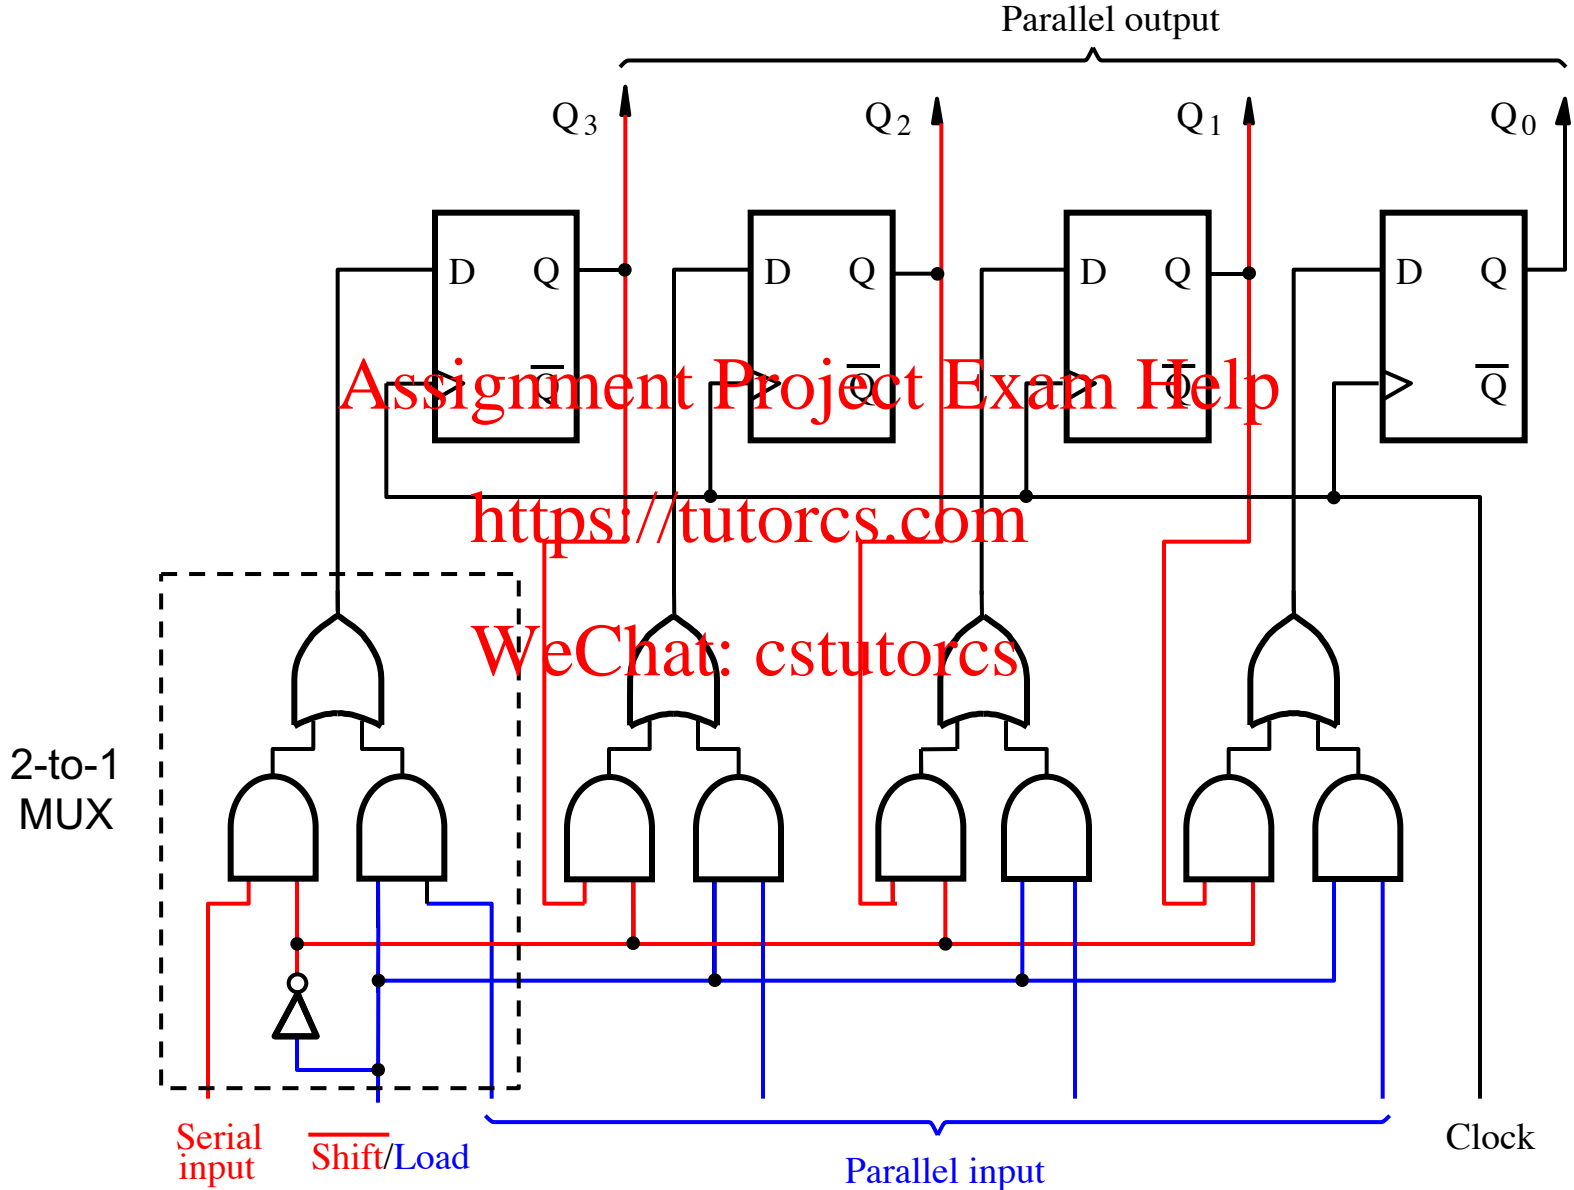 Parallel output
Q3
Q2
Q1
Q0
D Q
D Q
D Q
D Q
Q̅
Q̅
Q̅
Q̅
Assignment Project Exam Help
https://tutorcs.com
WeChat: cstutorcs
2-to-1
MUX
Serial
input
S̅h̅i̅f̅t̅/Load
Parallel input
Clock